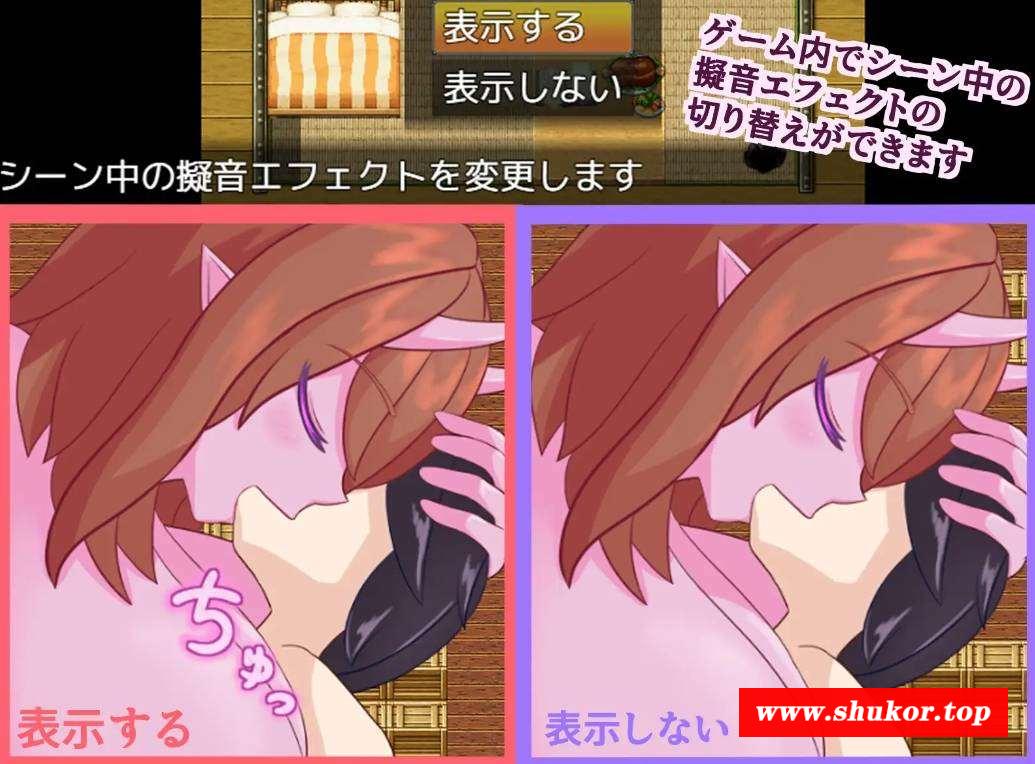 表示する
表示しない
ゲーム内でシーン中の
擬音エフェクトの
切り替えができます
シーン中の擬音エフェクトを変更します
ちゅっ
表示する
表示しない
www.shukor.top